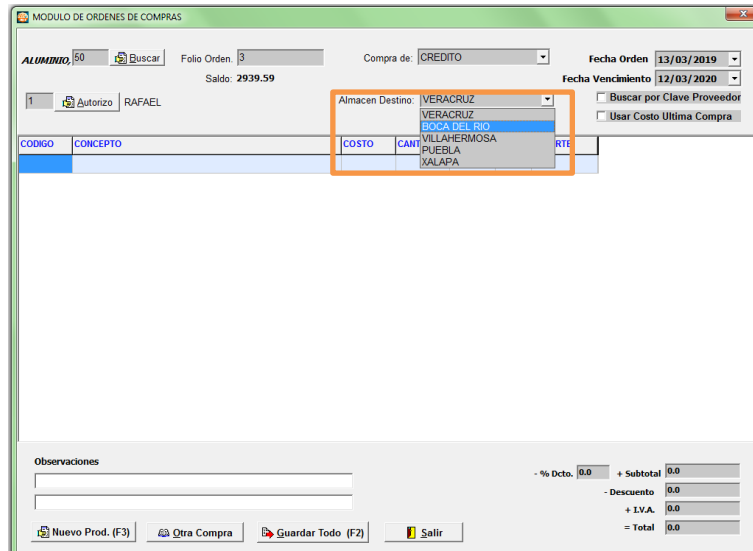 MODULO DE ORDENES DE COMPRAS
x
ALUMINIO, 50 Buscar Folio Orden. 3 Compra de: CREDITO Fecha Orden 13/03/2019
Saldo: 2939.59 Fecha Vencimiento 12/03/2020
1 Autorizo RAFAEL Almacen Destino: VERACRUZ Buscar por Clave Proveedor
VERACRUZ Usar Costo Ultima Compra
BOCA DEL RIO
VILLAHERMOSA
PUEBLA
XALAPA
CODIGO CONCEPTO COSTO CANT RTE
Observaciones
- % Dcto. 0.0 + Subtotal 0.0
- Descuento 0.0
+ I.V.A. 0.0
= Total 0.0
Nuevo Prod. (F3) Otra Compra Guardar Todo (F2) Salir